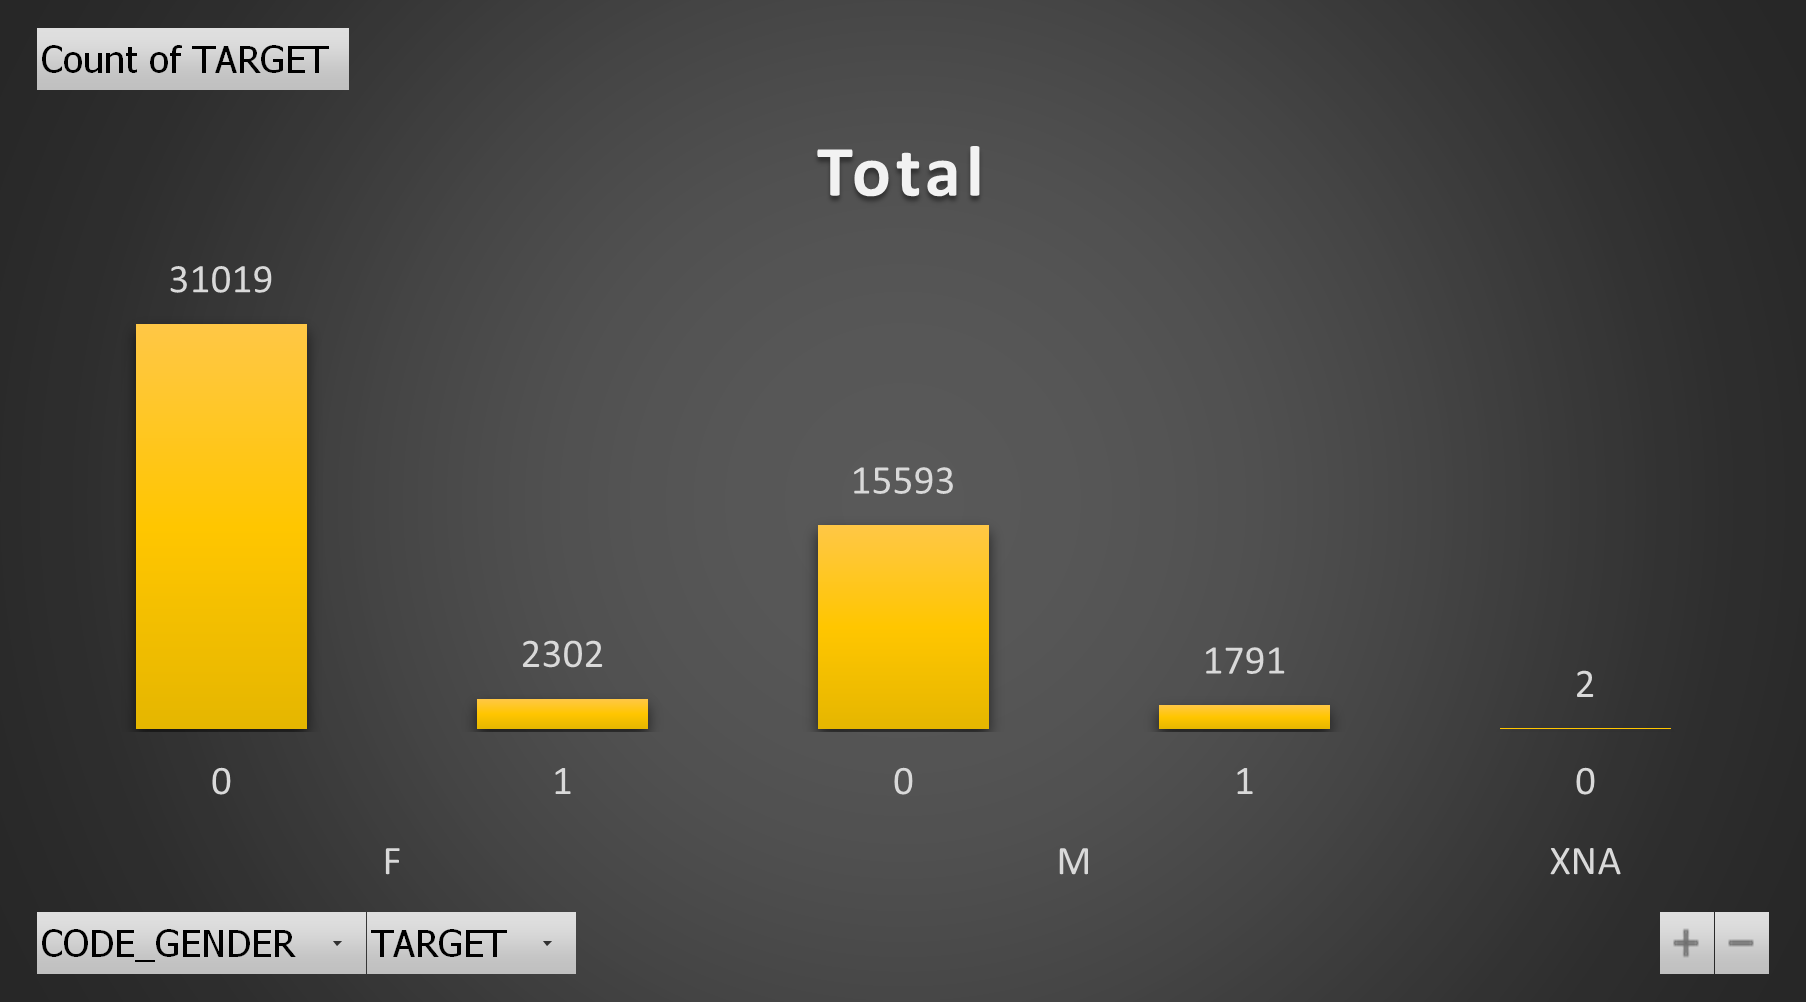 Count of TARGET
Total
31019
2302
15593
1791
2
0 1 0 1 0
F M XNA
CODE_GENDER TARGET
+ −